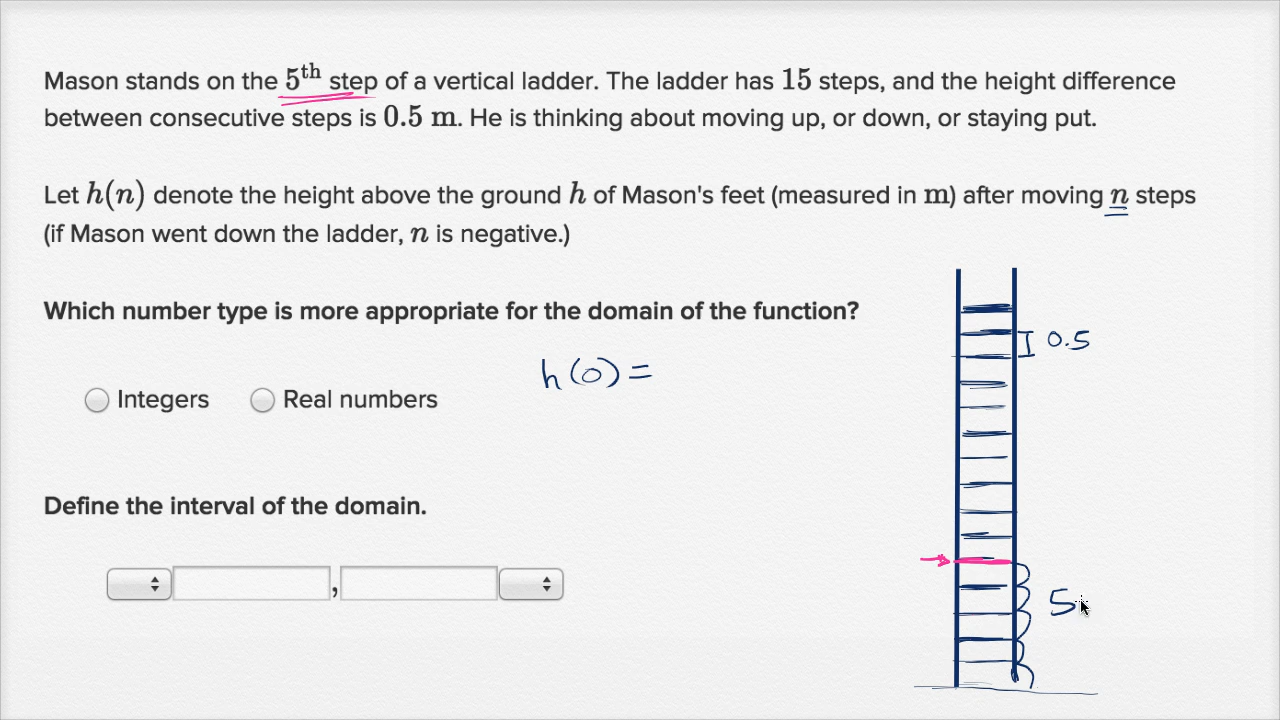 Mason stands on the 5th step of a vertical ladder. The ladder has 15 steps, and the height difference
between consecutive steps is 0.5 m. He is thinking about moving up, or down, or staying put.
Let h(n) denote the height above the ground h of Mason's feet (measured in m) after moving n steps
(if Mason went down the ladder, n is negative.)
Which number type is more appropriate for the domain of the function?
h(0) =
0.5
Integers Real numbers
Define the interval of the domain.
,
5